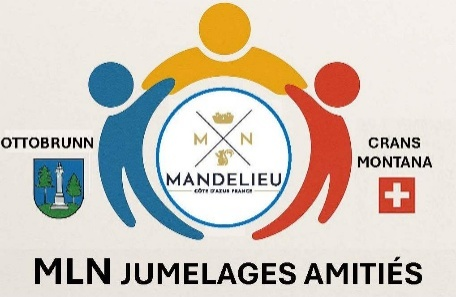 OTTOBRUNN
CRANS
MONTANA
M N
MANDELIEU
CÔTE D'AZUR FRANCE
MLN JUMELAGES AMITIÉS